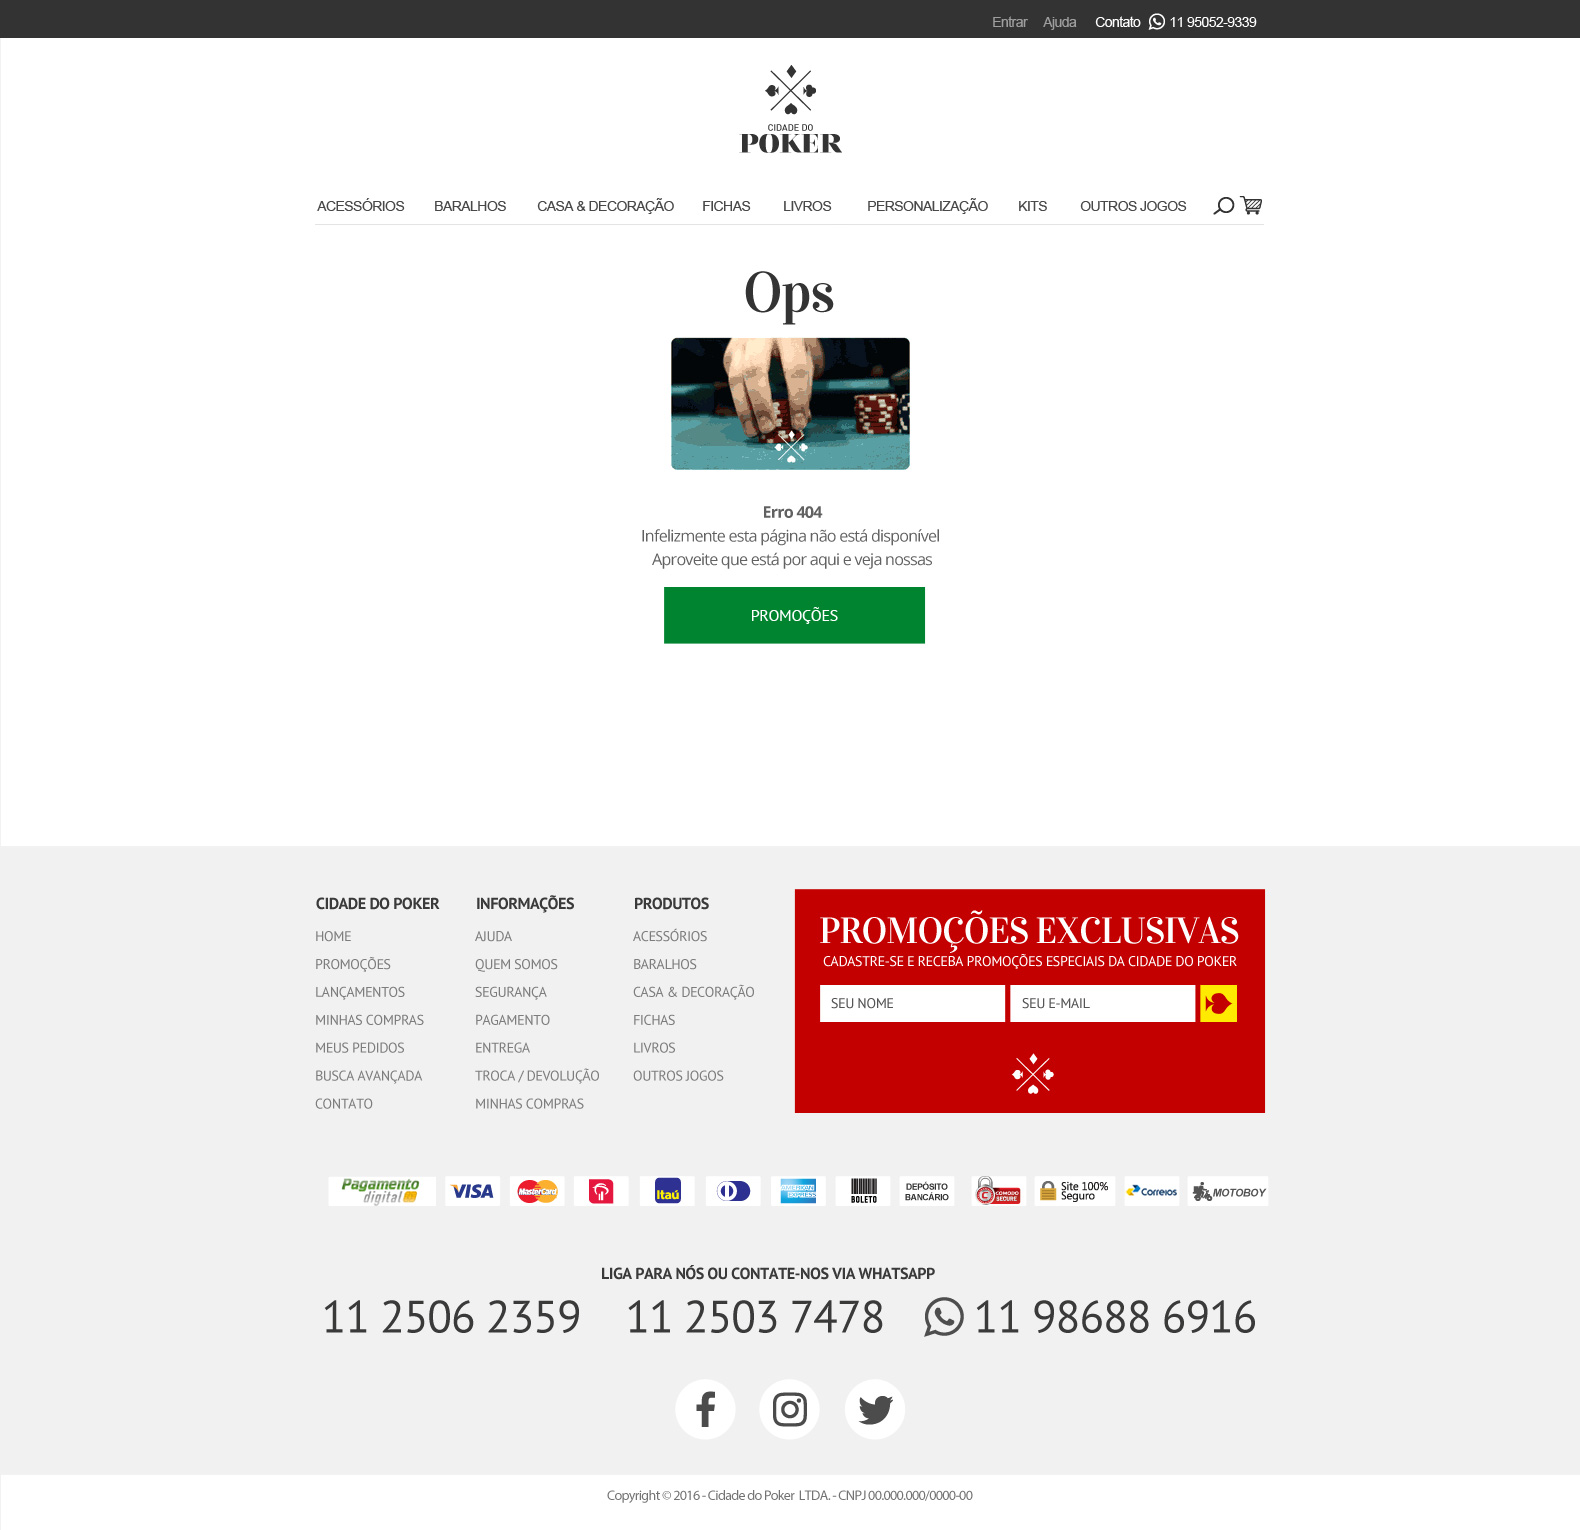 Entrar Ajuda Contato 11 95052-9339
CIDADE DO
POKER
ACESSÓRIOS BARALHOS CASA & DECORAÇÃO FICHAS LIVROS PERSONALIZAÇÃO KITS OUTROS JOGOS
Ops
Erro 404
Infelizmente esta página não está disponível
Aproveite que está por aqui e veja nossas
PROMOÇÕES
CIDADE DO POKER
HOME
PROMOÇÕES
LANÇAMENTOS
MINHAS COMPRAS
MEUS PEDIDOS
BUSCA AVANÇADA
CONTATO
INFORMAÇÕES
AJUDA
QUEM SOMOS
SEGURANÇA
PAGAMENTO
ENTREGA
TROCA / DEVOLUÇÃO
MINHAS COMPRAS
PRODUTOS
ACESSÓRIOS
BARALHOS
CASA & DECORAÇÃO
FICHAS
LIVROS
OUTROS JOGOS
PROMOÇÕES EXCLUSIVAS
CADASTRE-SE E RECEBA PROMOÇÕES ESPECIAIS DA CIDADE DO POKER
SEU NOME SEU E-MAIL
Pagamento
digital
VISA
MasterCard
Itaú
AMERICAN
EXPRESS
BOLETO
DEPÓSITO
BANCÁRIO
COMODO
SECURE
Site 100%
Seguro
CORREIOS
MOTOBOY
LIGA PARA NÓS OU CONTATE-NOS VIA WHATSAPP
11 2506 2359 11 2503 7478 11 98688 6916
Copyright © 2016 - Cidade do Poker LTDA. - CNPJ 00.000.000/0000-00